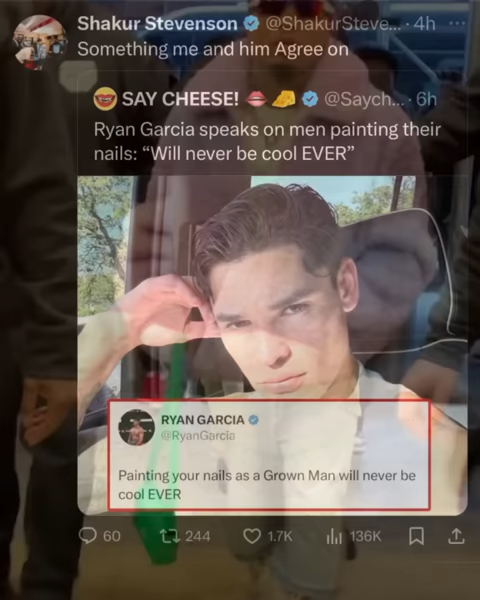 Shakur Stevenson @ShakurSteve... · 4h ...
Something me and him Agree on
SAY CHEESE! @Saych... · 6h
Ryan Garcia speaks on men painting their
nails: “Will never be cool EVER”
RYAN GARCIA
@RyanGarcia
Painting your nails as a Grown Man will never be
cool EVER
60 244 1.7K 136K